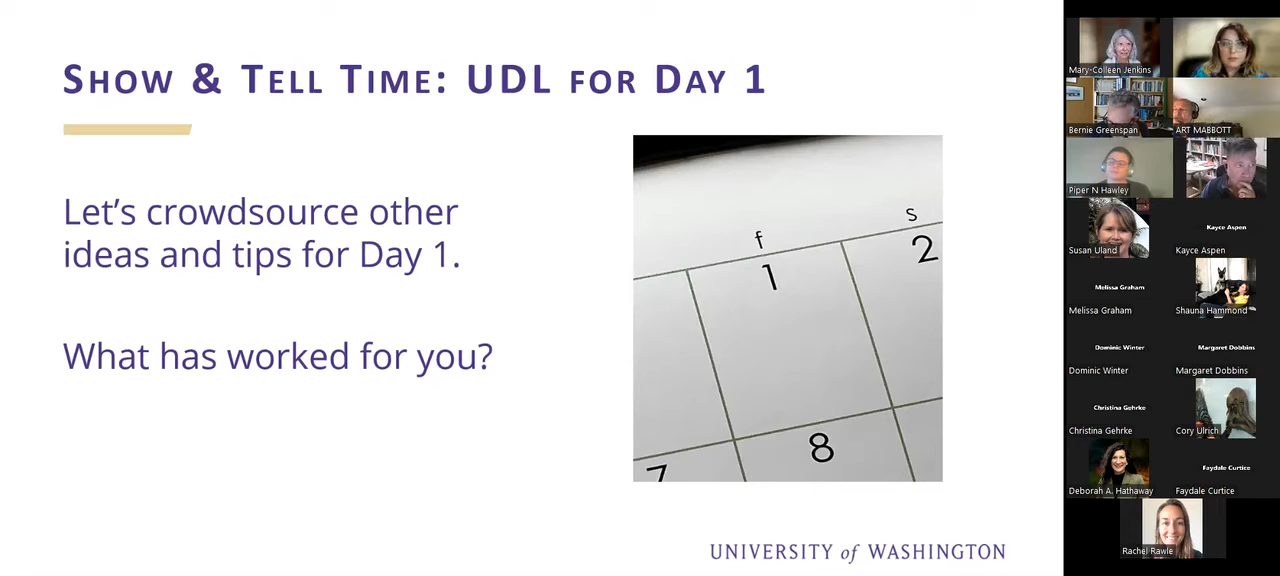 SHOW & TELL TIME: UDL FOR DAY 1
Let's crowdsource other
ideas and tips for Day 1.
What has worked for you?
f
s
1
2
7
8
UNIVERSITY of WASHINGTON
Mary-Colleen Jenkins
Bernie Greenspan
ART MABBOTT
Piper N Hawley
Susan Uland
Kayce Aspen
Kayce Aspen
Melissa Graham
Melissa Graham
Shauna Hammond
Dominic Winter
Dominic Winter
Margaret Dobbins
Margaret Dobbins
Christina Gehrke
Christina Gehrke
Cory Ulrich
Deborah A. Hathaway
Faydale Curtice
Faydale Curtice
Rachel Rawle